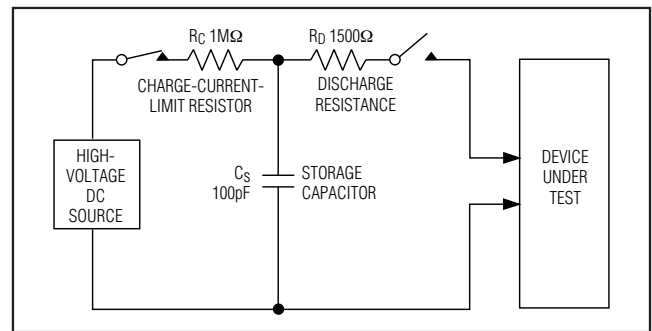 RC 1MΩ
CHARGE-CURRENT-
LIMIT RESISTOR
RD 1500Ω
DISCHARGE
RESISTANCE
HIGH-
VOLTAGE
DC
SOURCE
CS
100pF
STORAGE
CAPACITOR
DEVICE
UNDER
TEST